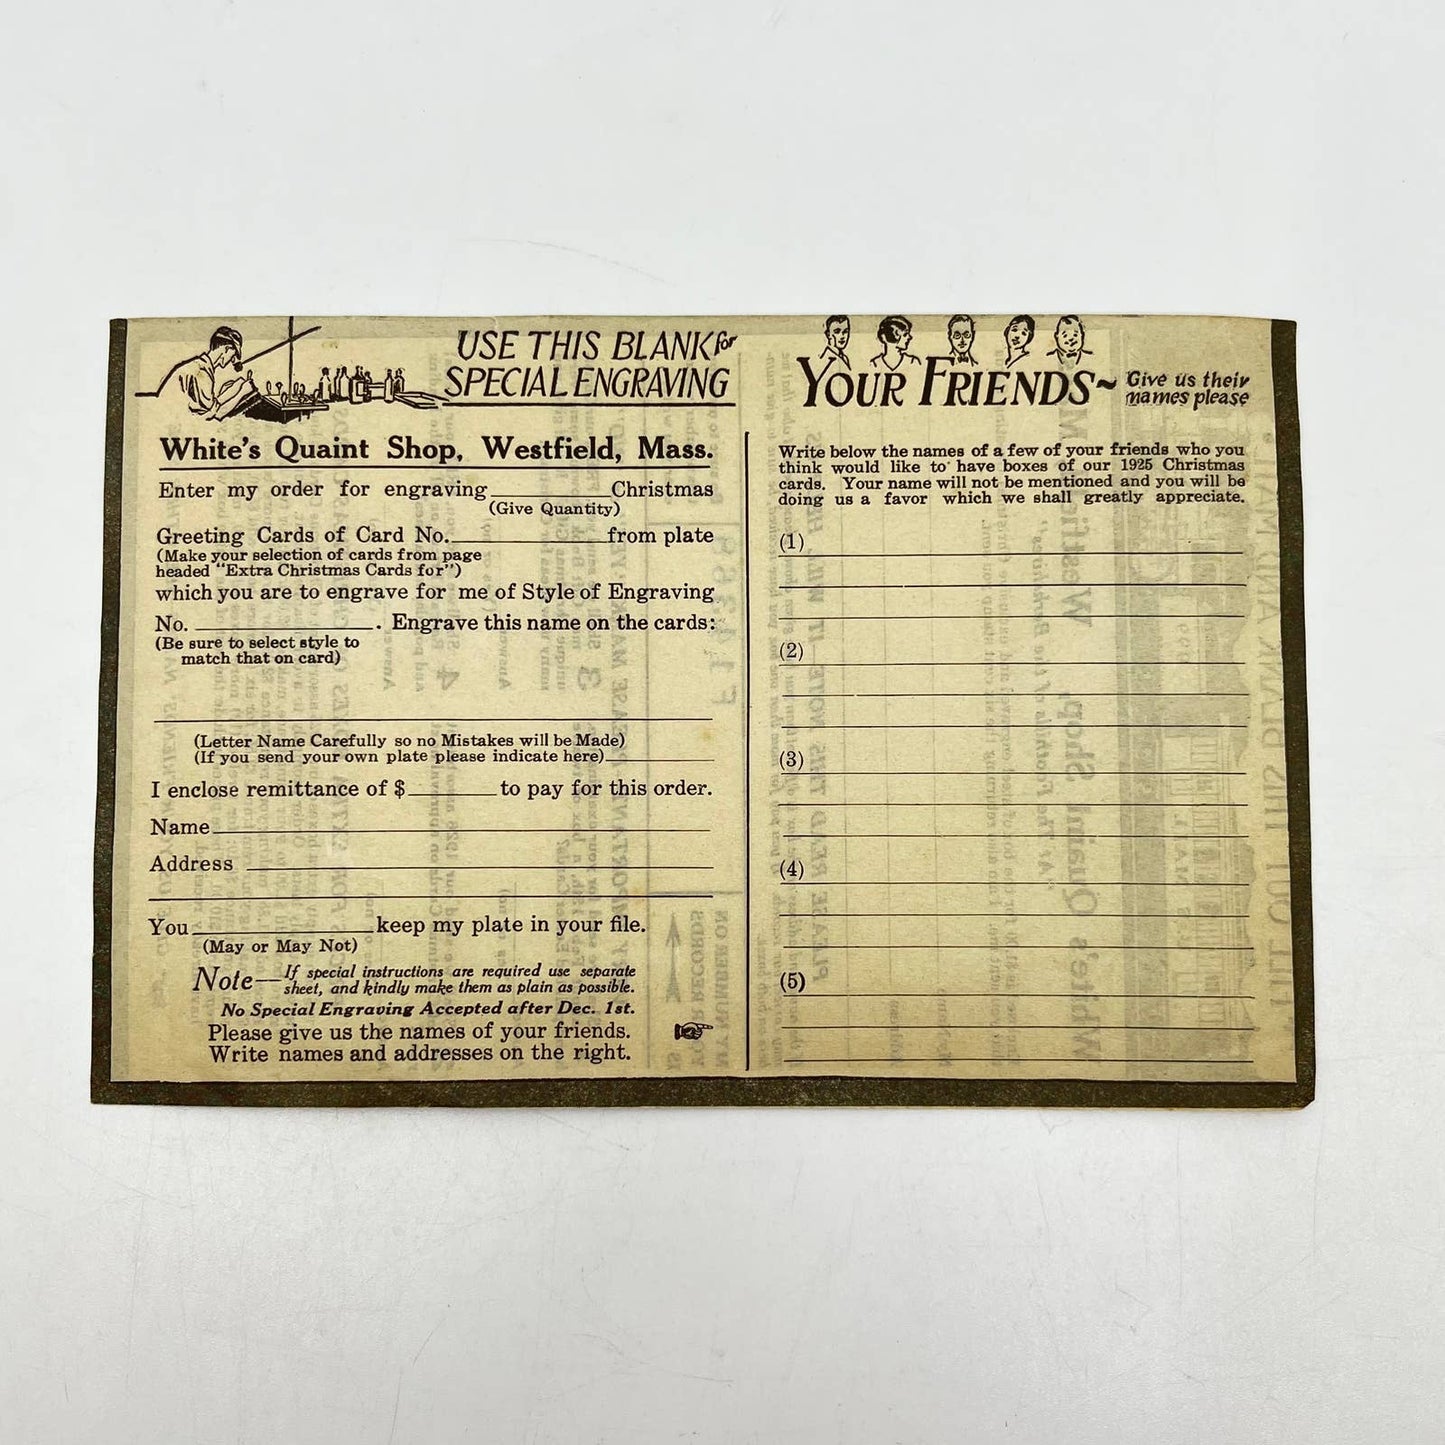 USE THIS BLANK for
SPECIAL ENGRAVING
White's Quaint Shop, Westfield, Mass.
Enter my order for engraving__________Christmas
(Give Quantity)
Greeting Cards of Card No.____________from plate
(Make your selection of cards from page
headed "Extra Christmas Cards for")
which you are to engrave for me of Style of Engraving
No. ______________. Engrave this name on the cards:
(Be sure to select style to
match that on card)
(Letter Name Carefully so no Mistakes will be Made)
(If you send your own plate please indicate here)__________
I enclose remittance of $_______to pay for this order.
Name
Address
You______________keep my plate in your file.
(May or May Not)
Note—If special instructions are required use separate
sheet, and kindly make them as plain as possible.
No Special Engraving Accepted after Dec. 1st.
Please give us the names of your friends.
Write names and addresses on the right.
YOUR FRIENDS~ Give us their
names please
Write below the names of a few of your friends who you
think would like to have boxes of our 1925 Christmas
cards. Your name will not be mentioned and you will be
doing us a favor which we shall greatly appreciate.
(1)
(2)
(3)
(4)
(5)